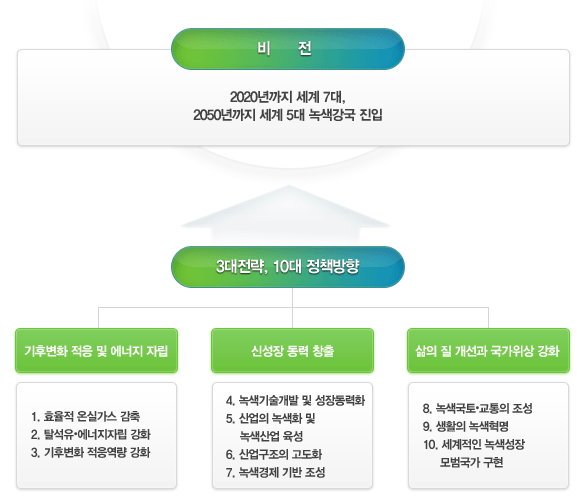 비 전
2020년까지 세계 7대,
2050년까지 세계 5대 녹색강국 진입
3대전략, 10대 정책방향
기후변화 적응 및 에너지 자립
1. 효율적 온실가스 감축
2. 탈석유•에너지자립 강화
3. 기후변화 적응역량 강화
신성장 동력 창출
4. 녹색기술개발 및 성장동력화
5. 산업의 녹색화 및
녹색산업 육성
6. 산업구조의 고도화
7. 녹색경제 기반 조성
삶의 질 개선과 국가위상 강화
8. 녹색국토•교통의 조성
9. 생활의 녹색혁명
10. 세계적인 녹색성장
모범국가 구현